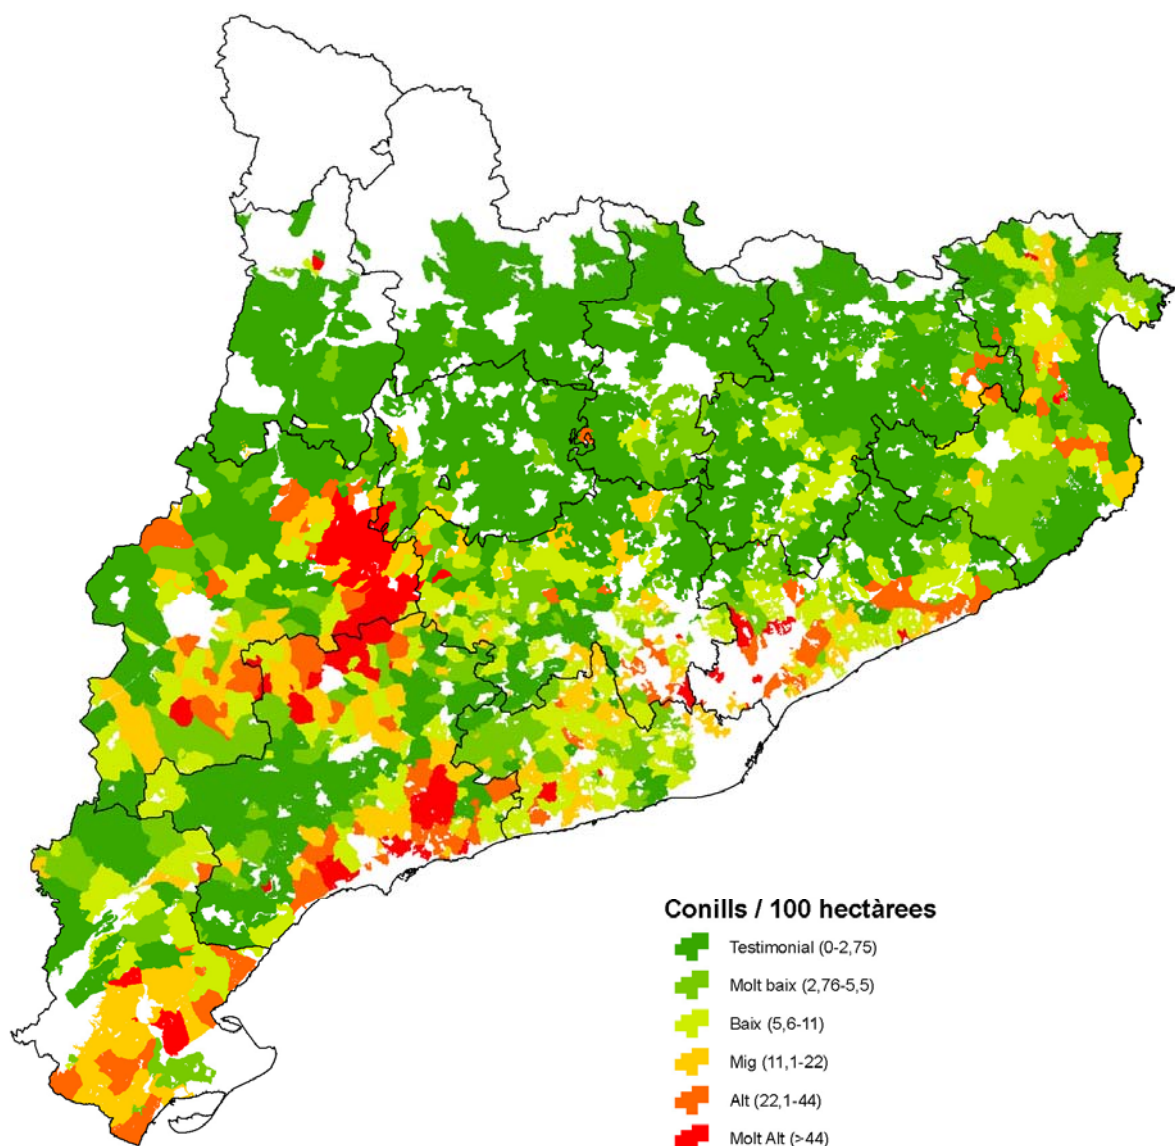 Conills / 100 hectàrees
Testimonial (0-2,75)
Molt baix (2,76-5,5)
Baix (5,6-11)
Mig (11,1-22)
Alt (22,1-44)
Molt Alt (>44)